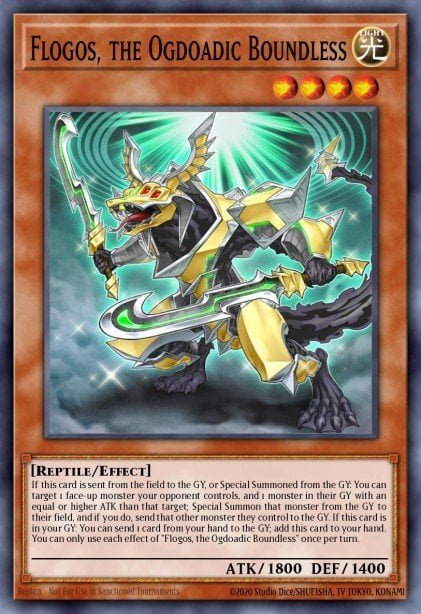 Flogos, the Ogdoadic Boundless
LIGHT
光
[Reptile/Effect]
If this card is sent from the field to the GY, or Special Summoned from the GY: You can
target 1 face-up monster your opponent controls, and 1 monster in their GY with an
equal or higher ATK than that target; Special Summon that monster from the GY to
their field, and if you do, send that other monster they control to the GY. If this card is
in your GY: You can send 1 card from your hand to the GY; add this card to your hand.
You can only use each effect of "Flogos, the Ogdoadic Boundless" once per turn.
ATK/1800 DEF/1400
Replica - Not For Use in Sanctioned Tournaments
©2020 Studio Dice/SHUEISHA, TV TOKYO, KONAMI